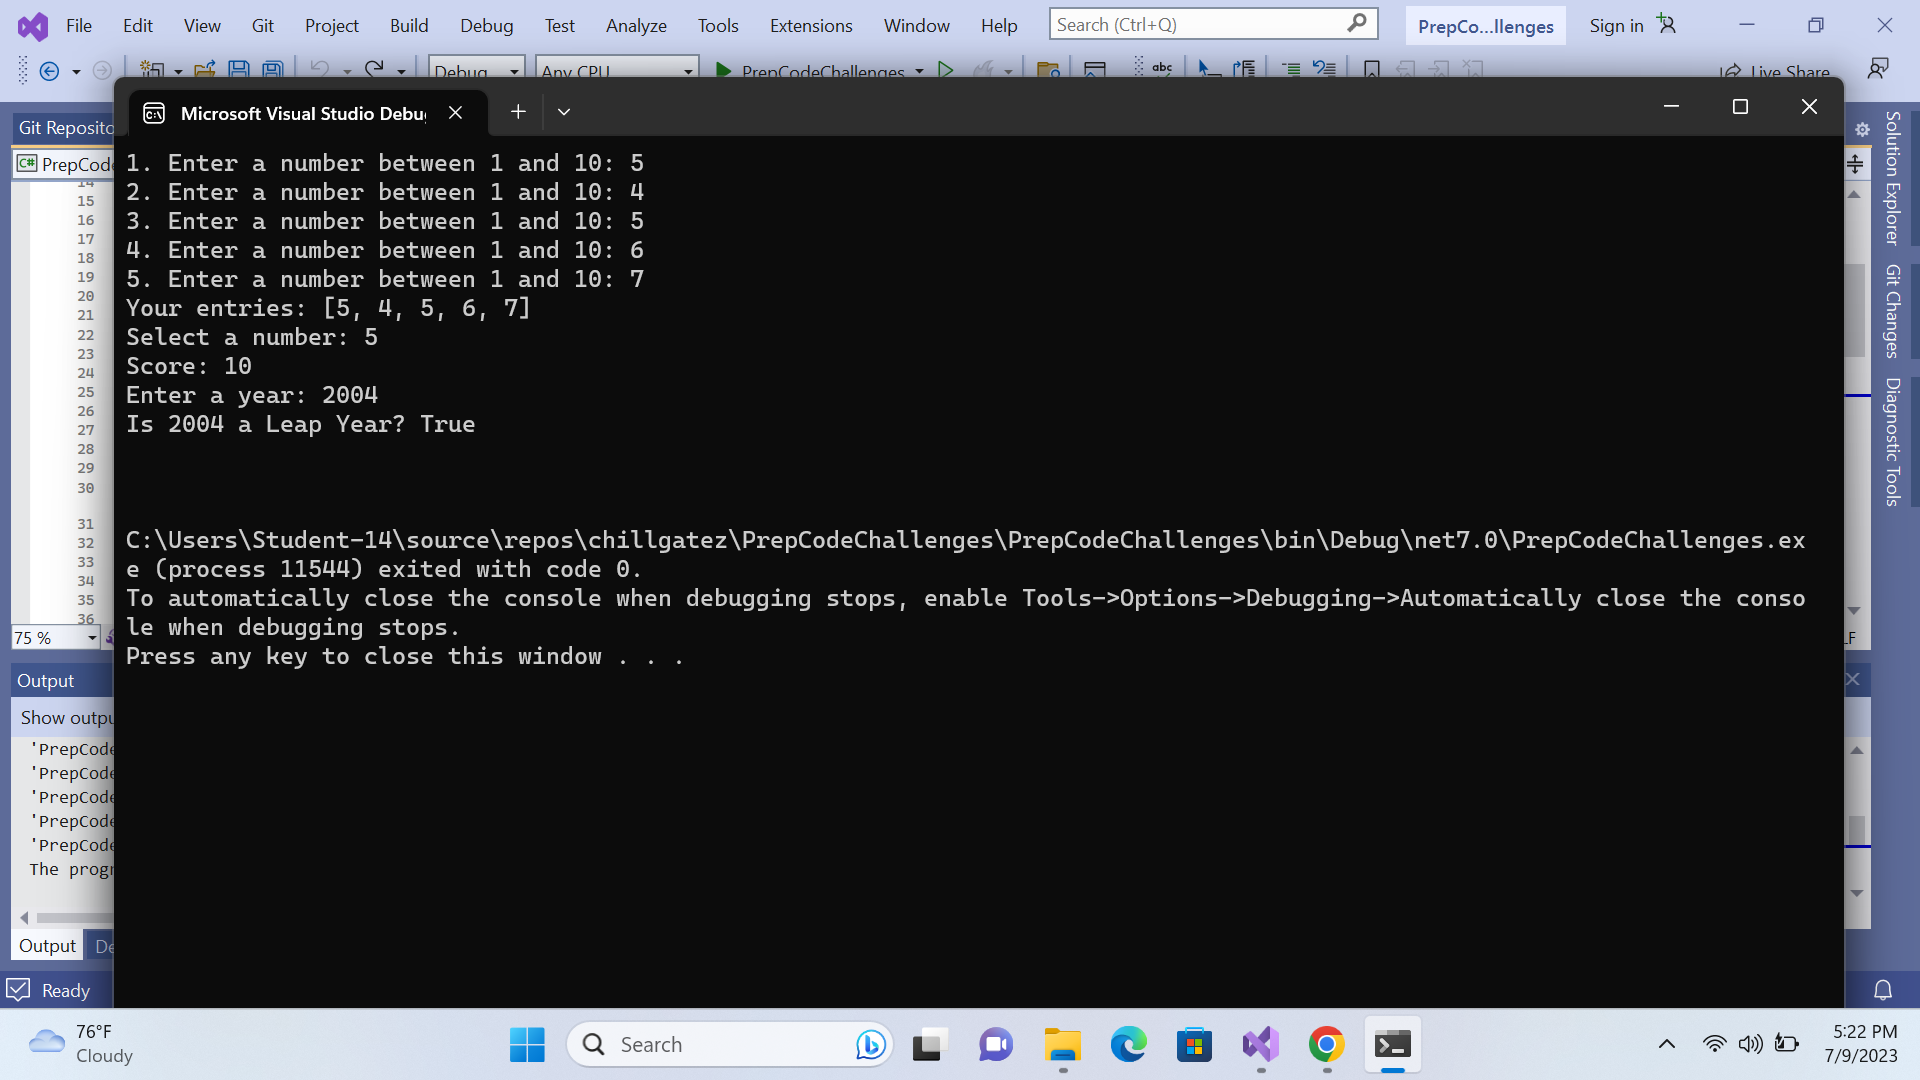 File Edit View Git Project Build Debug Test Analyze Tools Extensions Window Help Search (Ctrl+Q) PrepCo...llenges Sign in
Debug Any CPU PrepCodeChallenges Live Share
Microsoft Visual Studio Debu
Git Reposito
PrepCode
14
15
16
17
18
19
20
21
22
23
24
25
26
27
28
29
30
31
32
33
34
35
36
75 %
1. Enter a number between 1 and 10: 5
2. Enter a number between 1 and 10: 4
3. Enter a number between 1 and 10: 5
4. Enter a number between 1 and 10: 6
5. Enter a number between 1 and 10: 7
Your entries: [5, 4, 5, 6, 7]
Select a number: 5
Score: 10
Enter a year: 2004
Is 2004 a Leap Year? True
C:\Users\Student-14\source\repos\chillgatez\PrepCodeChallenges\PrepCodeChallenges\bin\Debug\net7.0\PrepCodeChallenges.ex
e (process 11544) exited with code 0.
To automatically close the console when debugging stops, enable Tools->Options->Debugging->Automatically close the conso
le when debugging stops.
Press any key to close this window . . .
Solution Explorer
Git Changes
Diagnostic Tools
LF
Output
Show outpu
'PrepCode
'PrepCode
'PrepCode
'PrepCode
'PrepCode
The progr
Output De
Ready
76°F
Cloudy
Search
5:22 PM
7/9/2023